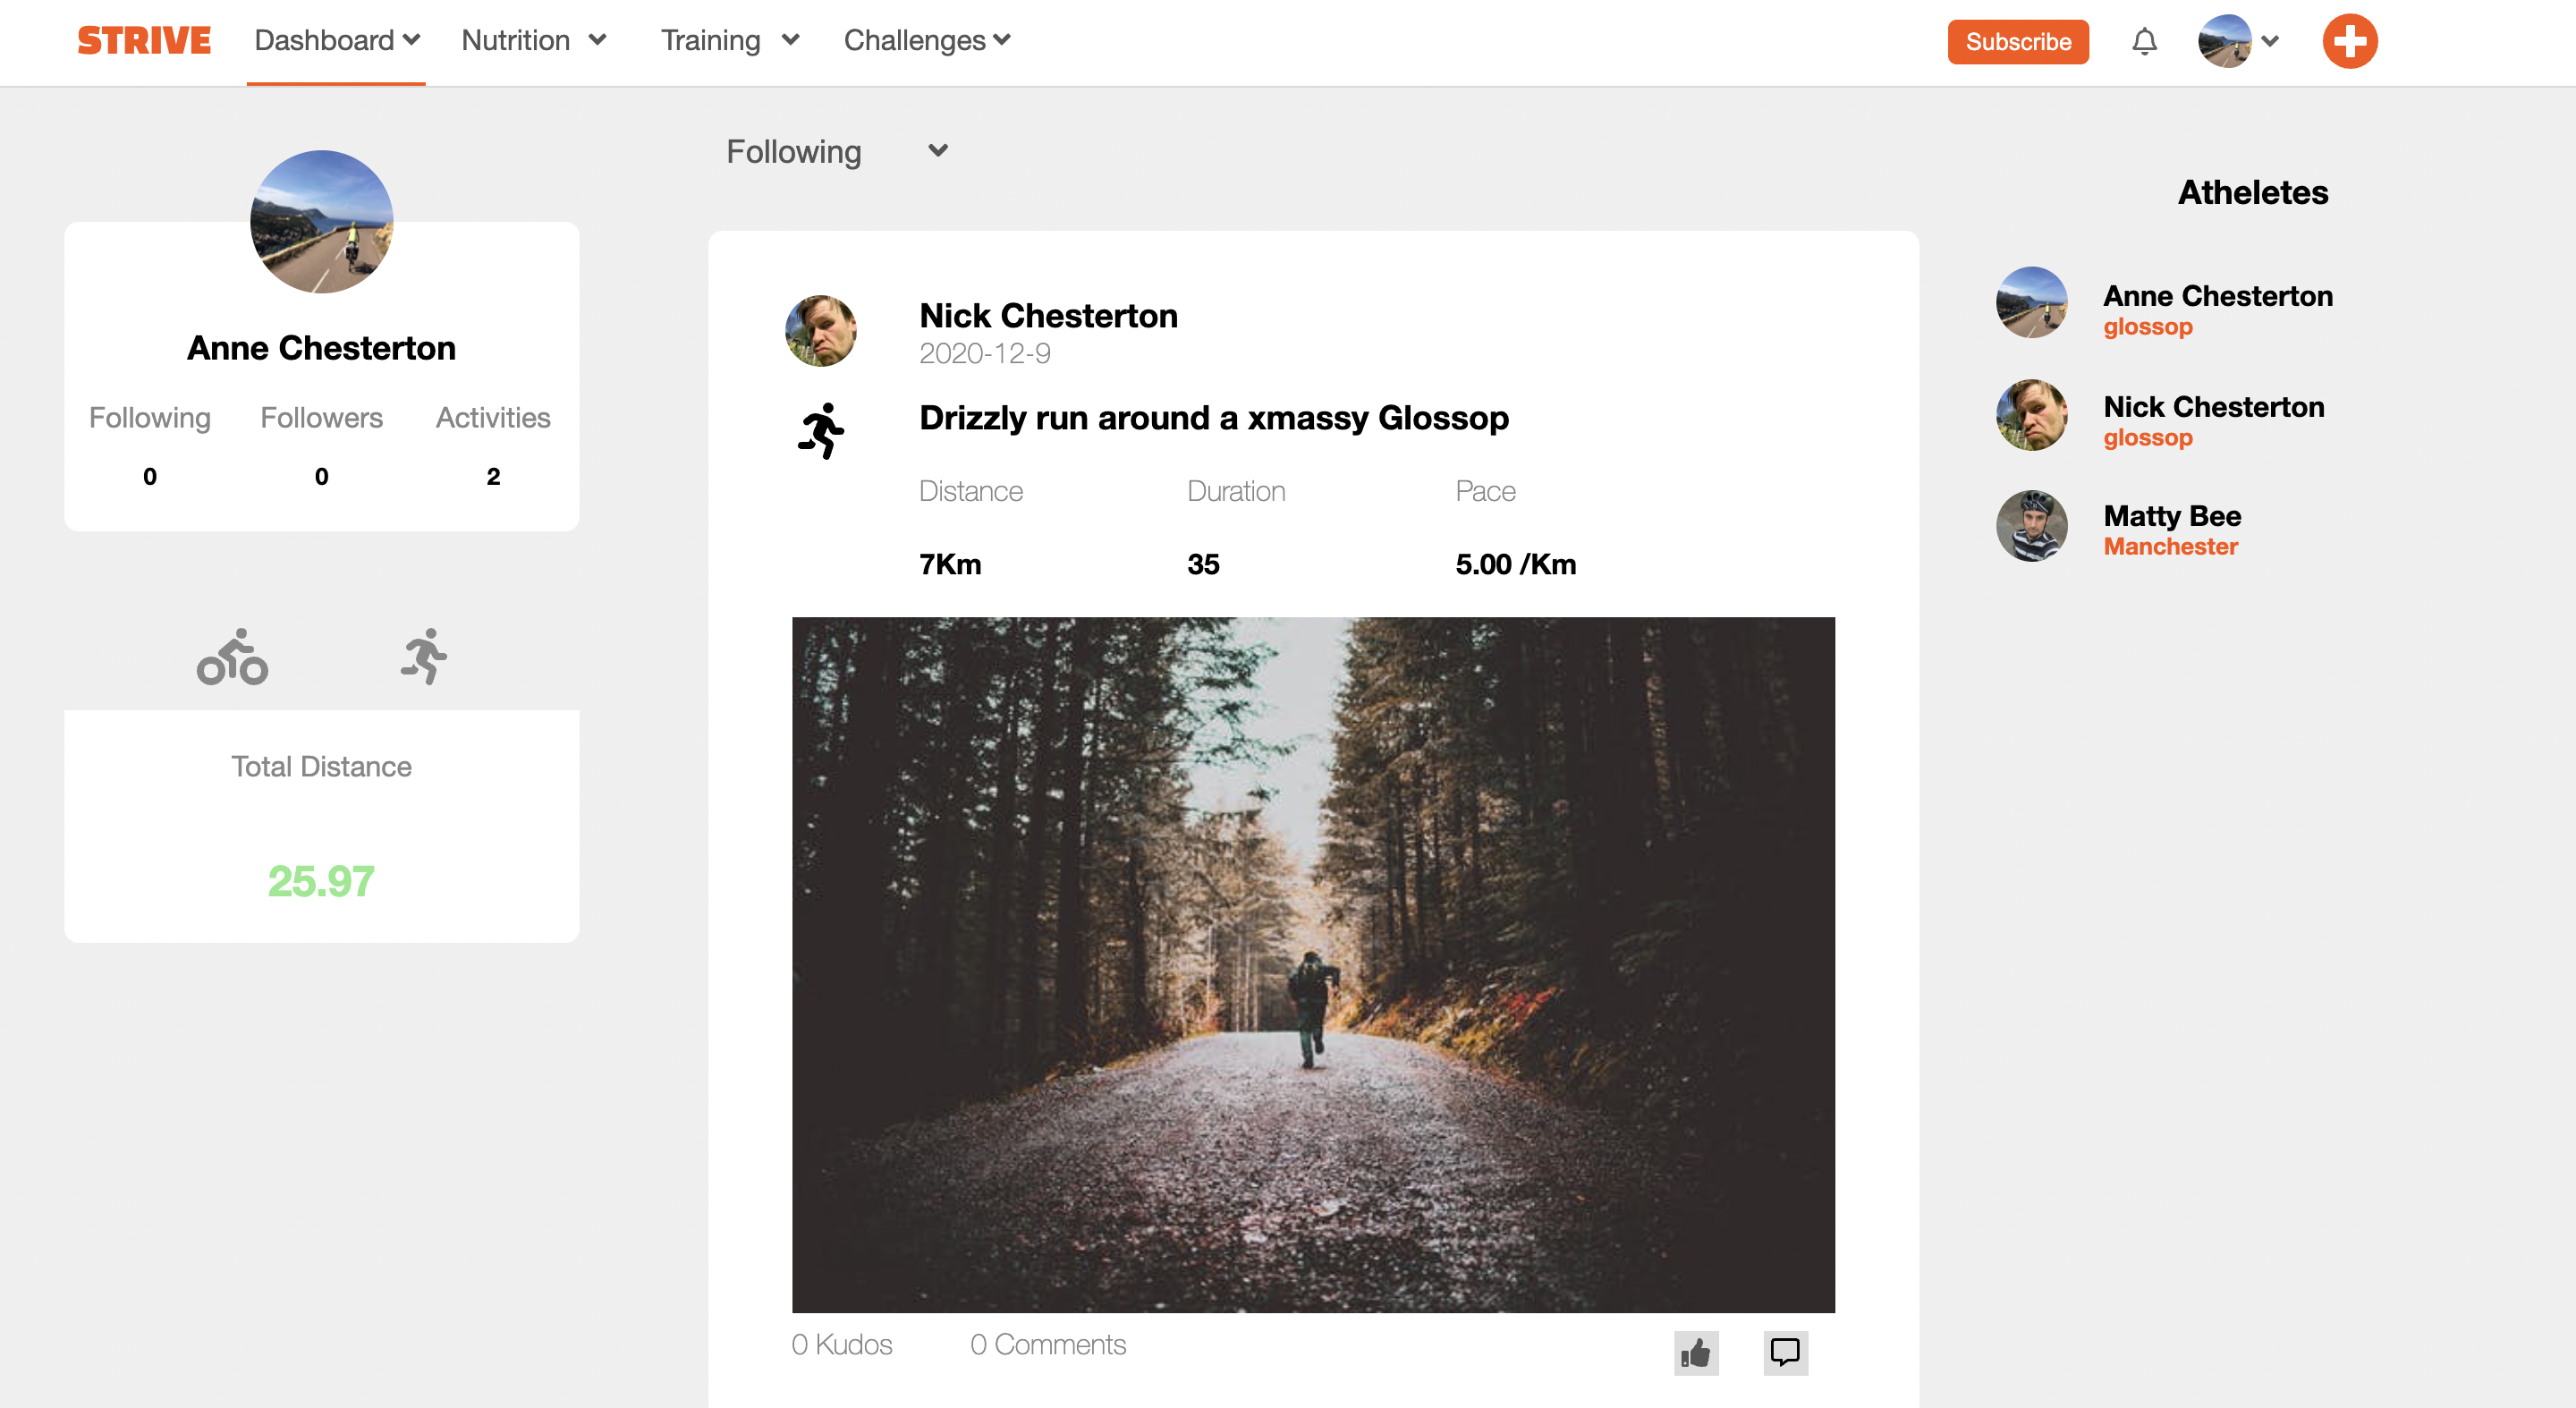 STRIVE Dashboard Nutrition Training Challenges Subscribe
Anne Chesterton
Following Followers Activities
0 0 2
Total Distance
25.97
Following
Nick Chesterton
2020-12-9
Drizzly run around a xmassy Glossop
Distance Duration Pace
7Km 35 5.00 /Km
0 Kudos 0 Comments
Atheletes
Anne Chesterton
glossop
Nick Chesterton
glossop
Matty Bee
Manchester